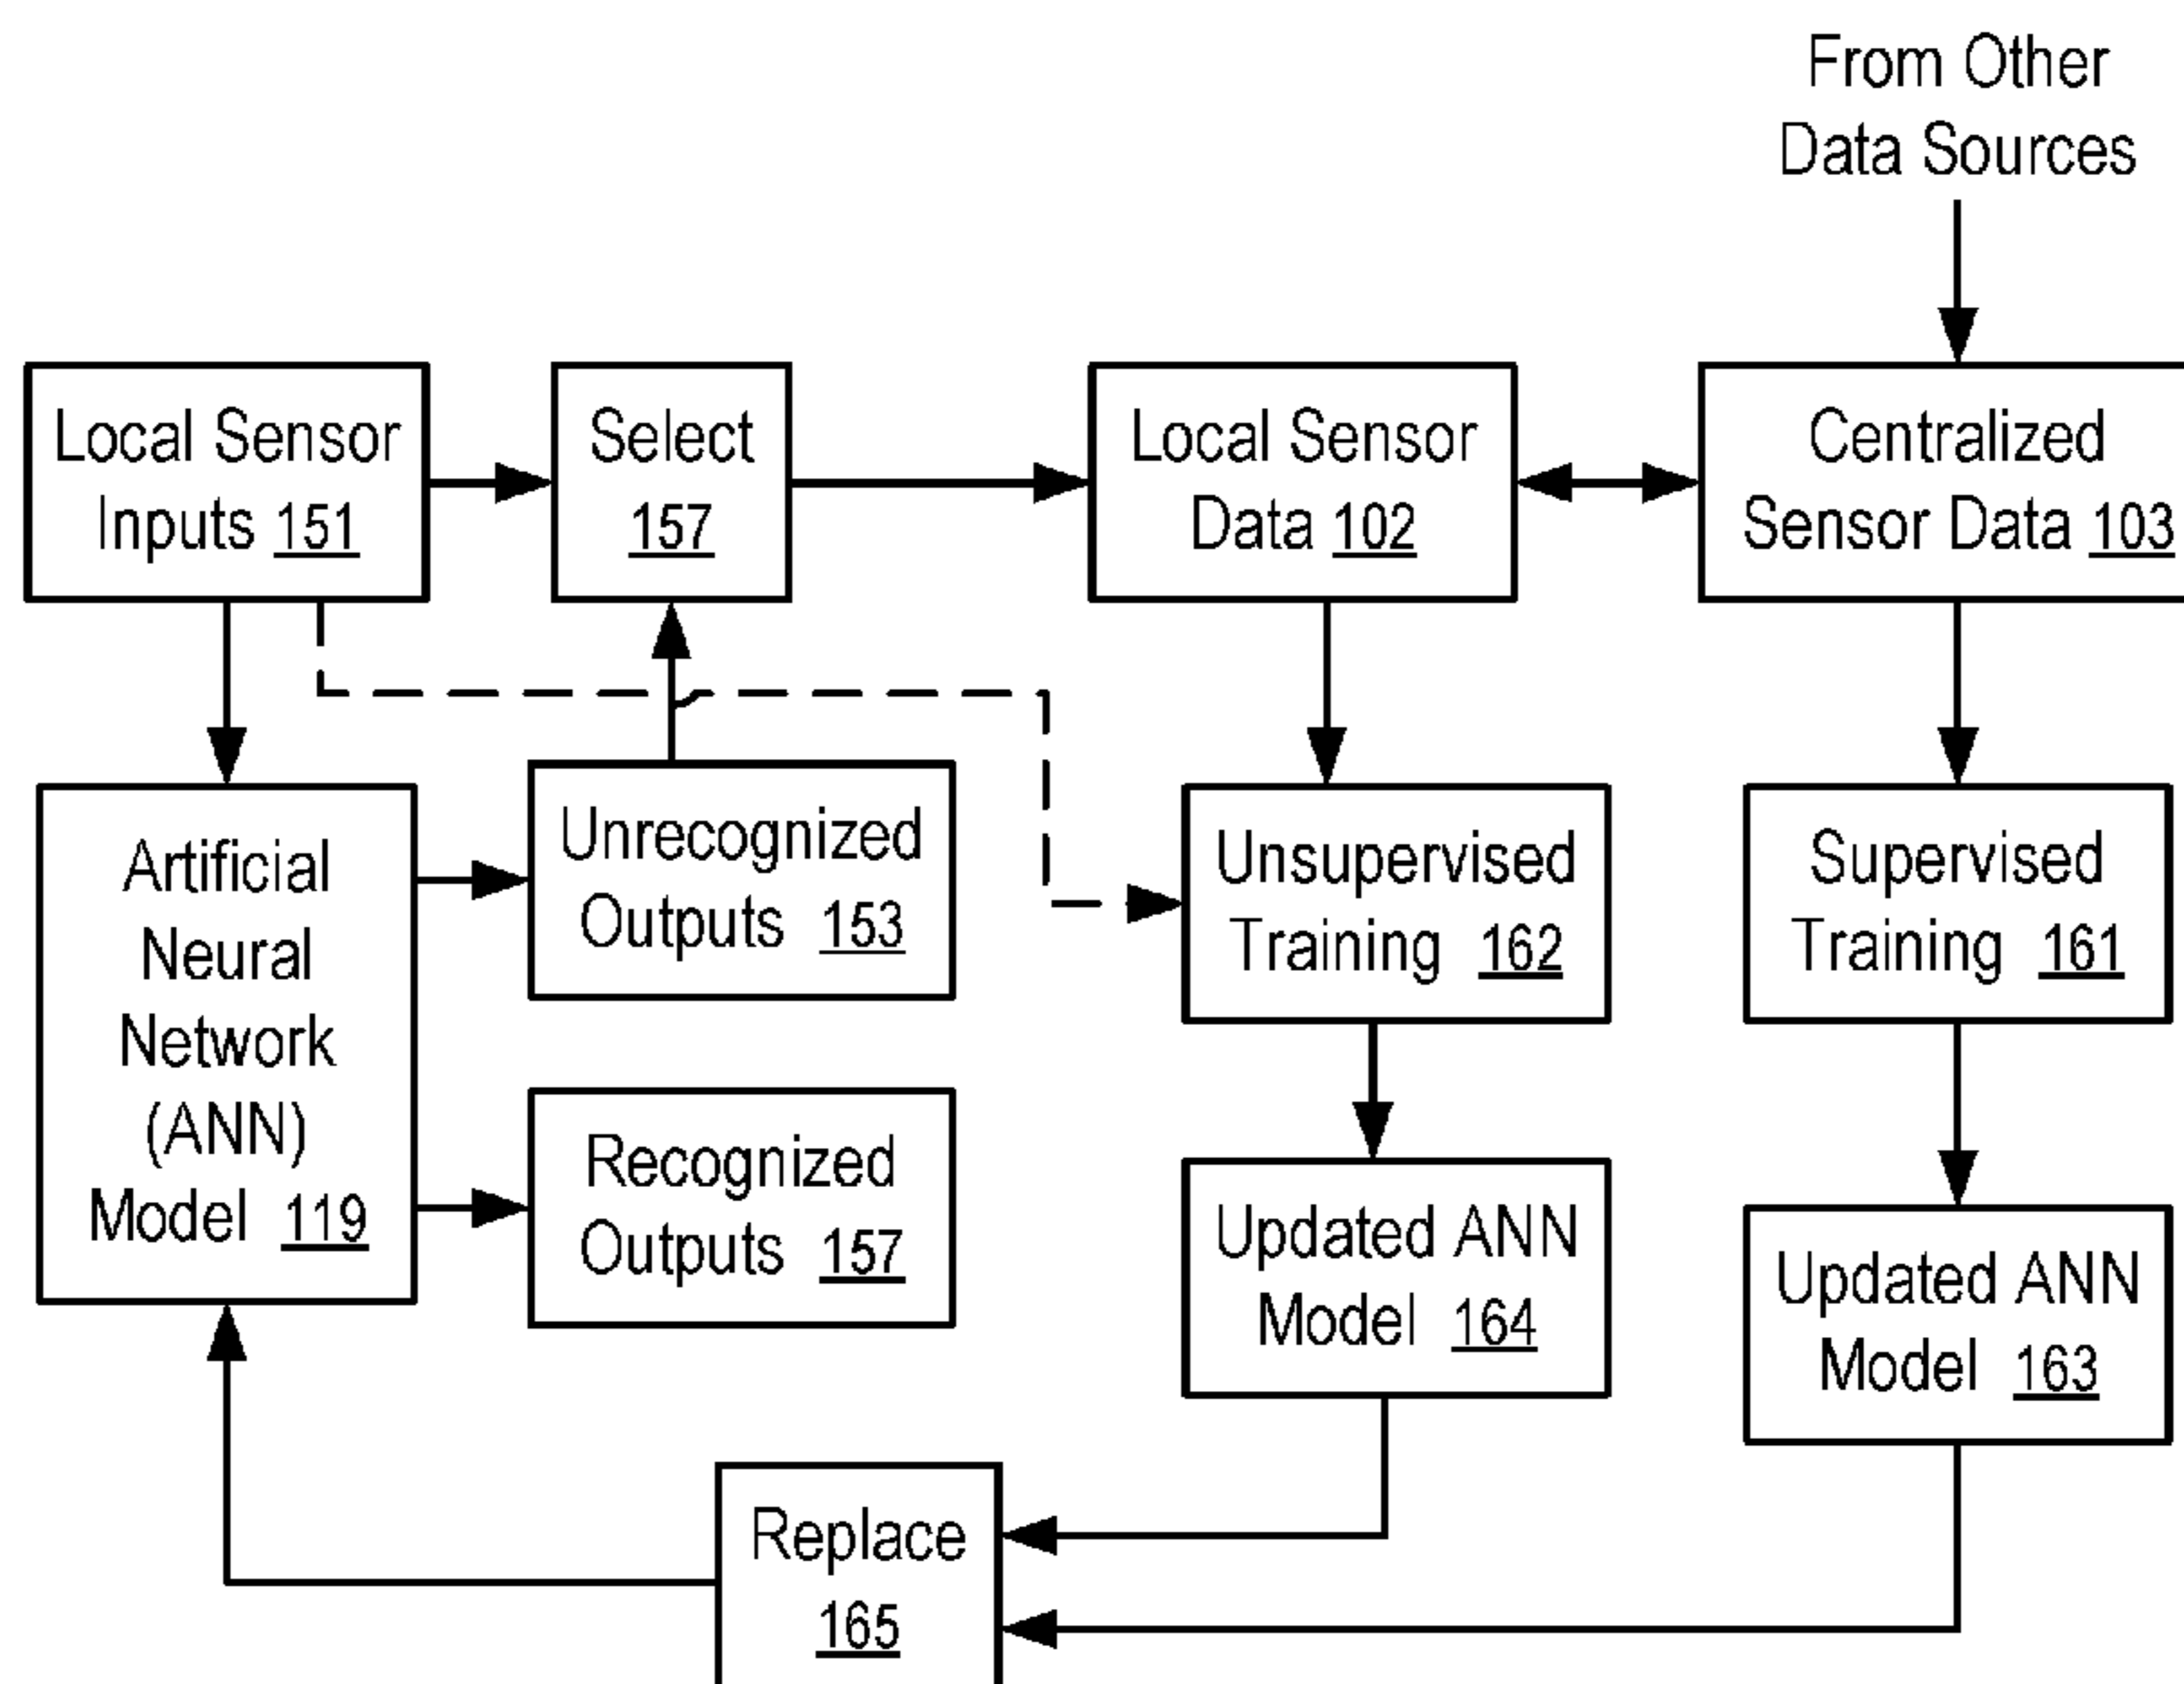 From Other
Data Sources
Local Sensor
Inputs 151
Select
157
Local Sensor
Data 102
Centralized
Sensor Data 103
Artificial
Neural
Network
(ANN)
Model 119
Unrecognized
Outputs 153
Recognized
Outputs 157
Unsupervised
Training 162
Supervised
Training 161
Updated ANN
Model 164
Updated ANN
Model 163
Replace
165